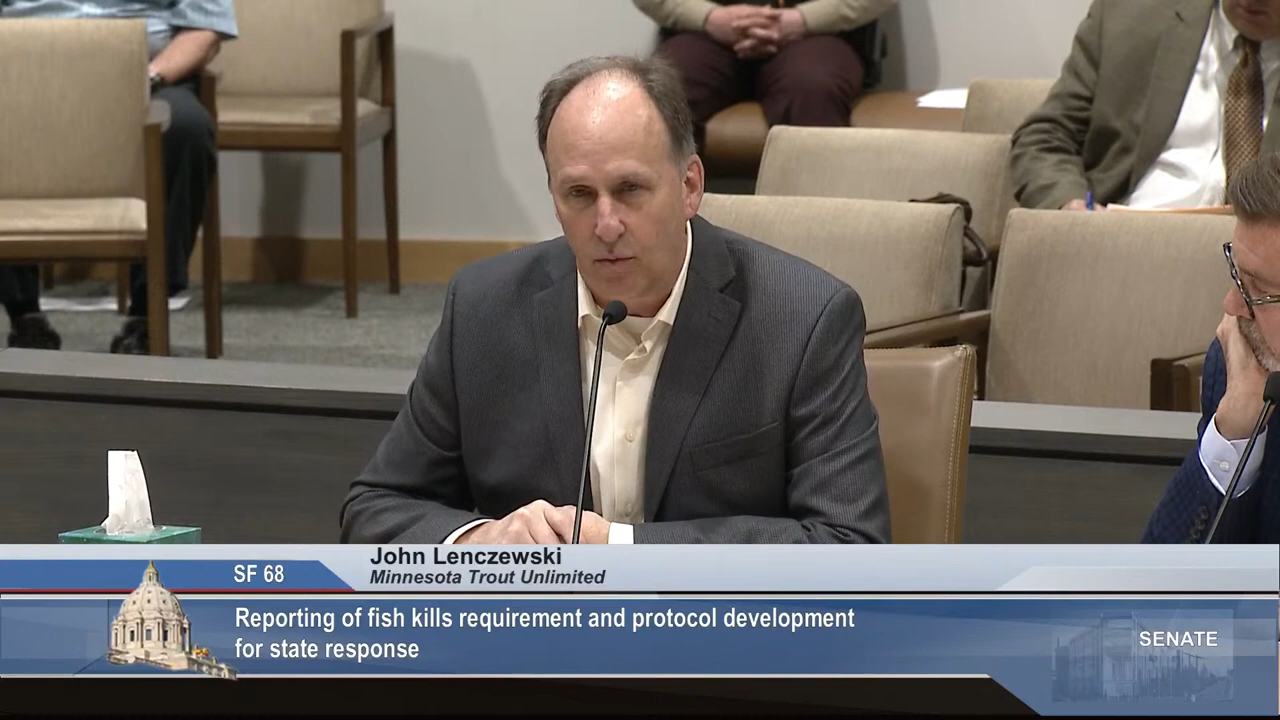 John Lenczewski
SF 68
Minnesota Trout Unlimited
Reporting of fish kills requirement and protocol development
for state response
SENATE